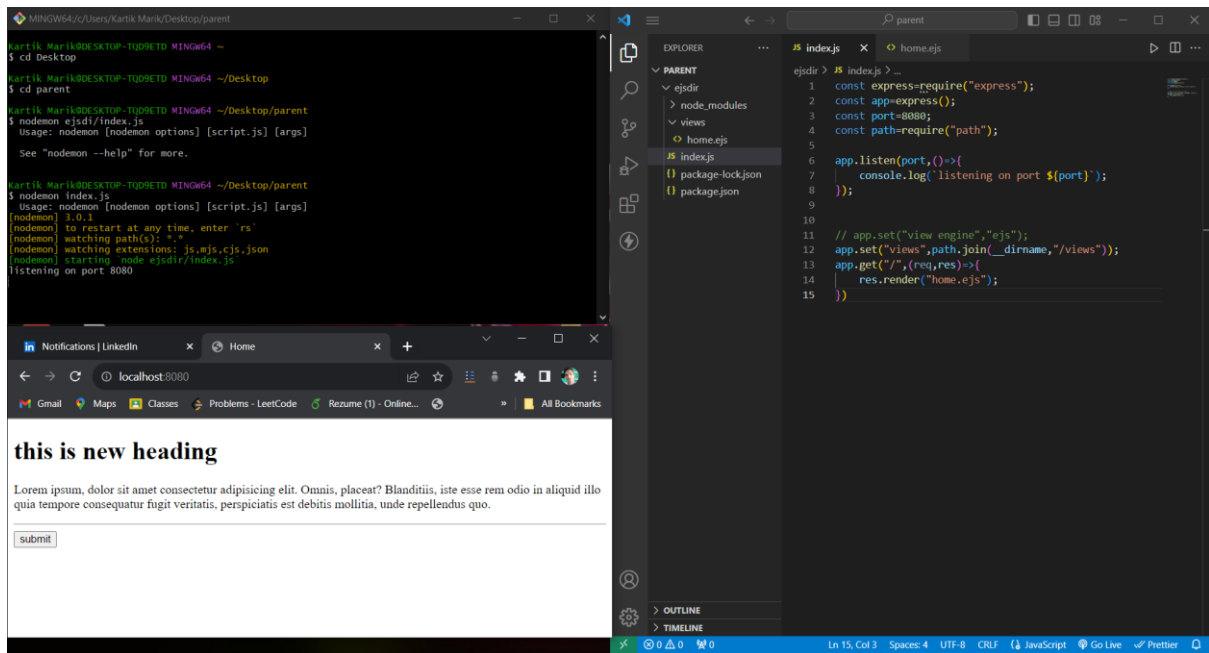 MINGW64:/c/Users/Kartik Marik/Desktop/parent
Kartik Marik@DESKTOP-TQD9ETD MINGW64 ~
$ cd Desktop
Kartik Marik@DESKTOP-TQD9ETD MINGW64 ~/Desktop
$ cd parent
Kartik Marik@DESKTOP-TQD9ETD MINGW64 ~/Desktop/parent
$ nodemon ejsdi/index.js
Usage: nodemon [nodemon options] [script.js] [args]
See "nodemon --help" for more.
Kartik Marik@DESKTOP-TQD9ETD MINGW64 ~/Desktop/parent
$ nodemon index.js
Usage: nodemon [nodemon options] [script.js] [args]
[nodemon] 3.0.1
[nodemon] to restart at any time, enter `rs`
[nodemon] watching path(s): *.*
[nodemon] watching extensions: js,mjs,cjs,json
[nodemon] starting `node ejsdir/index.js`
listening on port 8080
in Notifications | LinkedIn
Home
localhost:8080
Gmail Maps Classes Problems - LeetCode Rezume (1) - Online... » All Bookmarks
this is new heading
Lorem ipsum, dolor sit amet consectetur adipisicing elit. Omnis, placeat? Blanditiis, iste esse rem odio in aliquid illo
quia tempore consequatur fugit veritatis, perspiciatis est debitis mollitia, unde repellendus quo.
submit
parent
EXPLORER
PARENT
ejsdir
node_modules
views
<> home.ejs
JS index.js
{} package-lock.json
{} package.json
OUTLINE
TIMELINE
JS index.js <> home.ejs
ejsdir > JS index.js > ...
1 const express=require("express");
2 const app=express();
3 const port=8080;
4 const path=require("path");
5
6 app.listen(port,()=>{
7 console.log(`listening on port ${port}`);
8 });
9
10
11 // app.set("view engine","ejs");
12 app.set("views",path.join(__dirname,"/views"));
13 app.get("/",(req,res)=>{
14 res.render("home.ejs");
15 })
0 0 0 Ln 15, Col 3 Spaces: 4 UTF-8 CRLF {} JavaScript Go Live Prettier